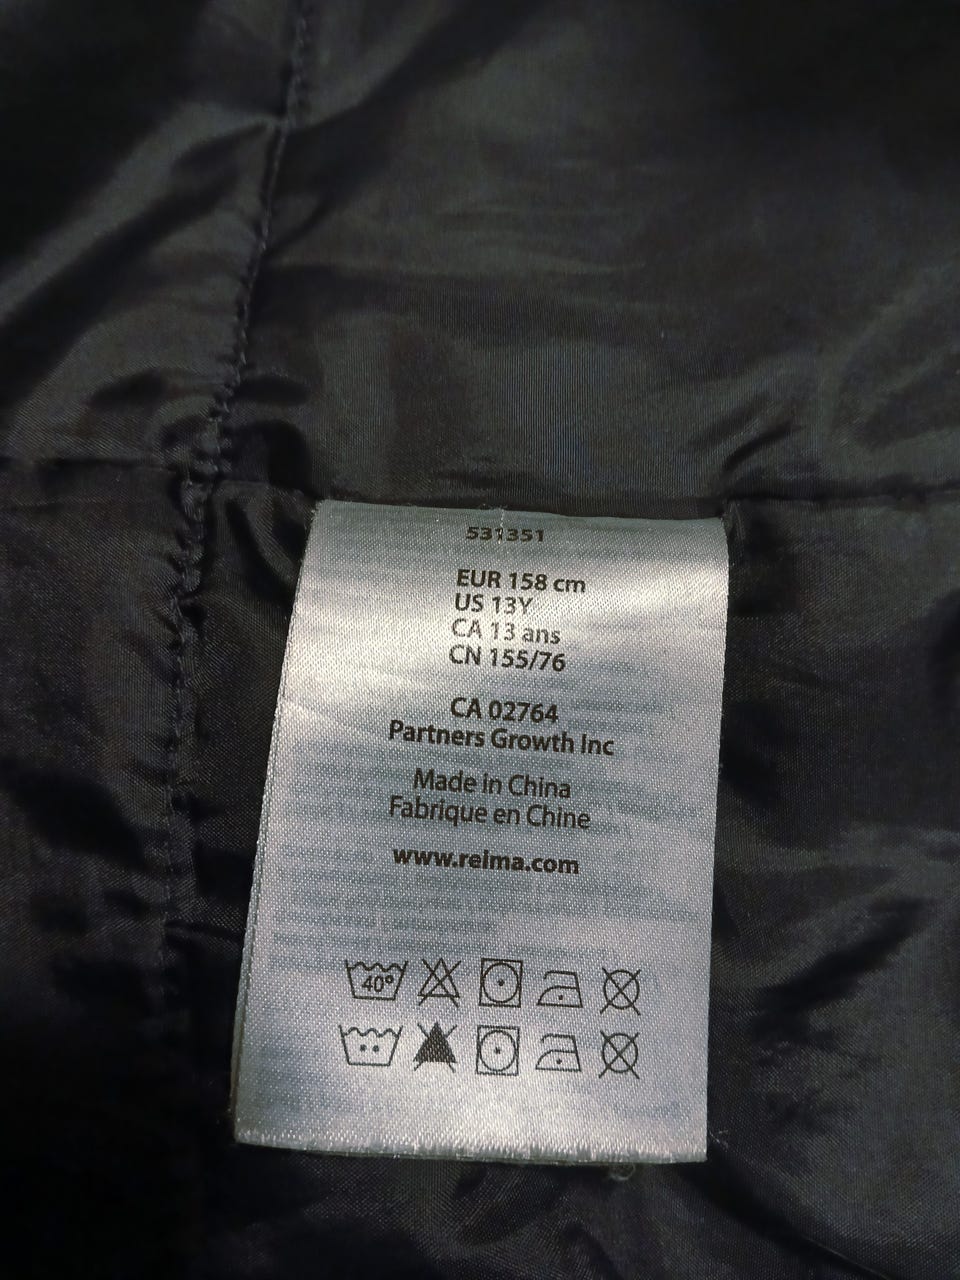 531351
EUR 158 cm
US 13Y
CA 13 ans
CN 155/76
CA 02764
Partners Growth Inc
Made in China
Fabrique en Chine
www.reima.com
40°